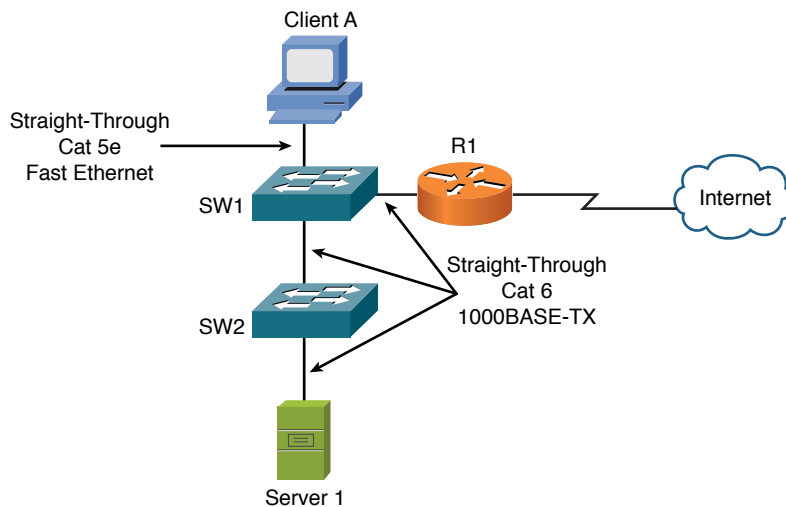 Client A
Straight-Through
Cat 5e
Fast Ethernet
R1
Internet
SW1
Straight-Through
Cat 6
1000BASE-TX
SW2
Server 1